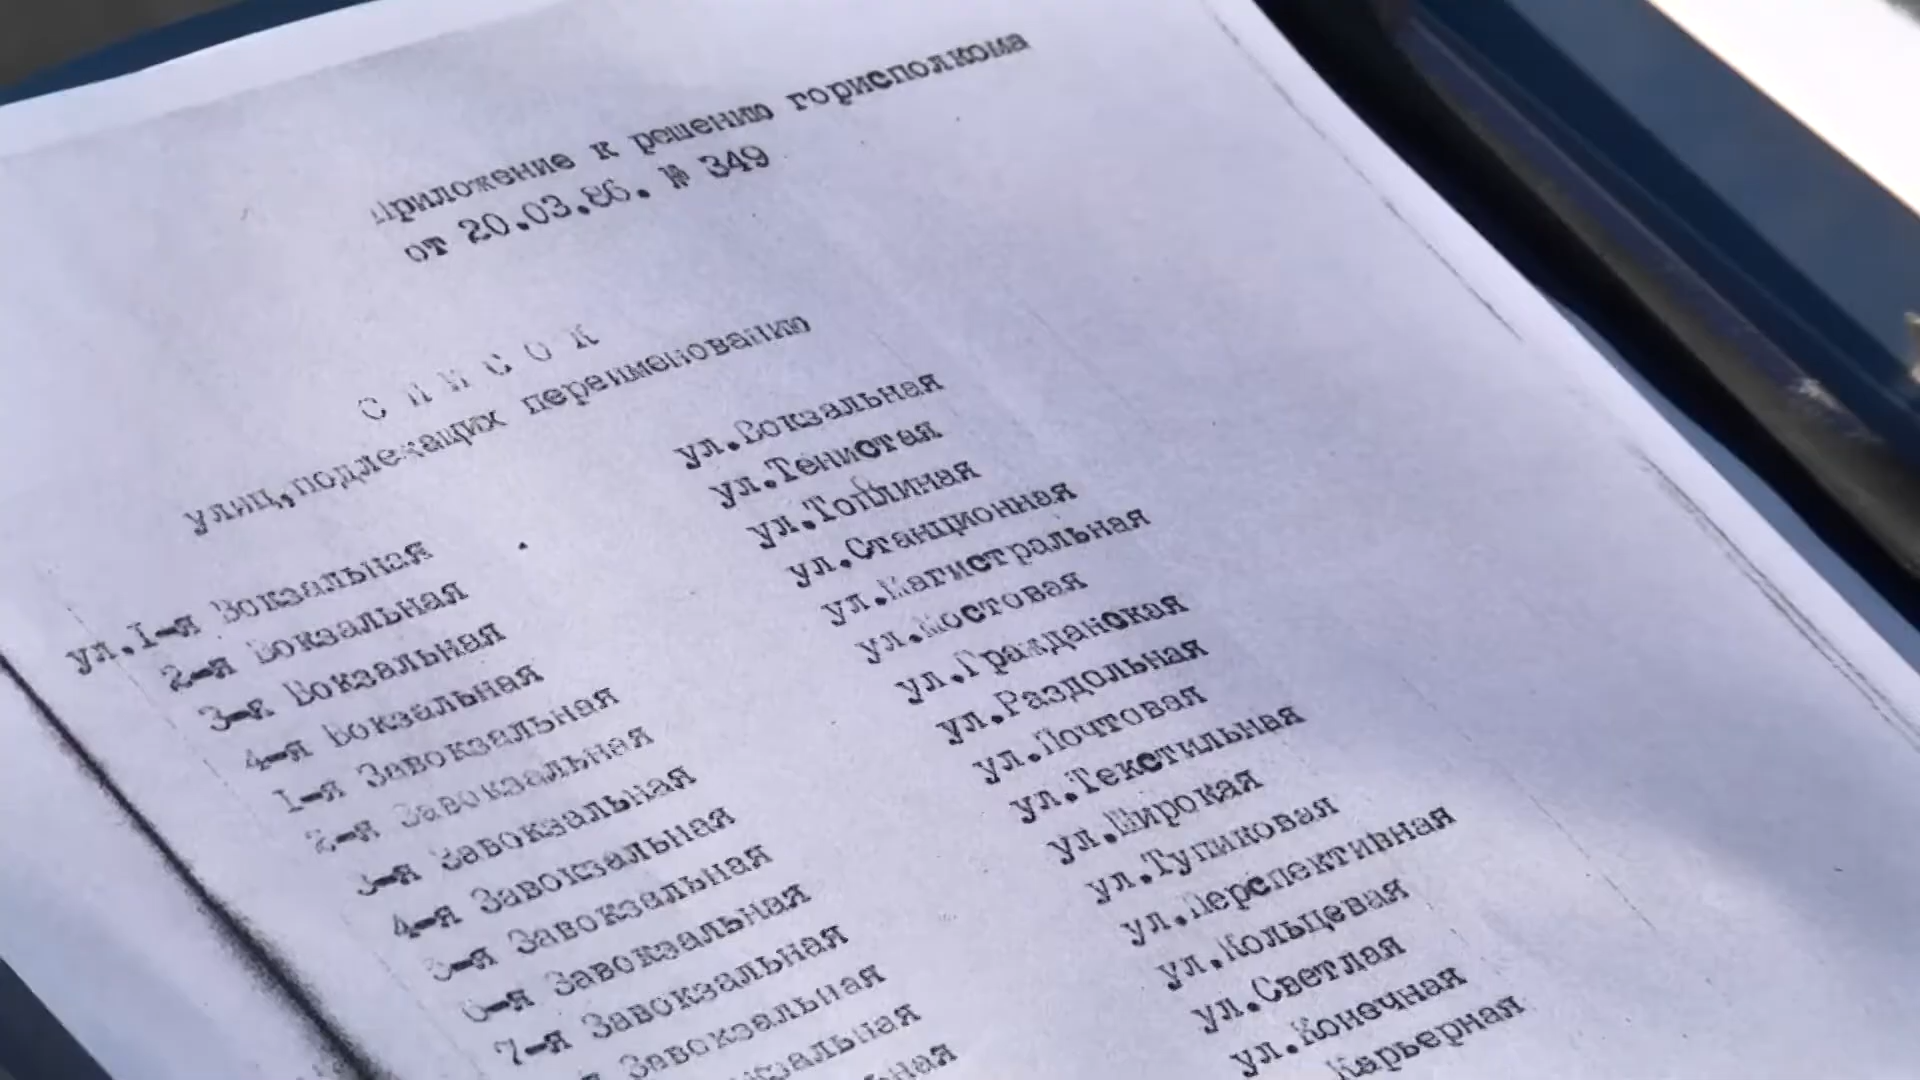 Приложение к решению горисполкома
от 20.03.86. № 349
С П И С О К
улиц,подлежащих переименованию
ул.I-я Вокзальная ул.Вокзальная
2-я Вокзальная ул.Тенистая
3-я Вокзальная ул.Топлиная
4-я Вокзальная ул.Станционная
1-я Завокзальная ул.Магистральная
2-я Завокзальная ул.Мостовая
3-я Завокзальная ул.Гражданская
4-я Завокзальная ул.Раздольная
5-я Завокзальная ул.Почтовая
6-я Завокзальная ул.Текстильная
7-я Завокзальная ул.Широкая
Завокзальная ул.Тупиковая
ул.Перспективная
ул.Кольцевая
ул.Светлая
ул.Конечная
Карьерная